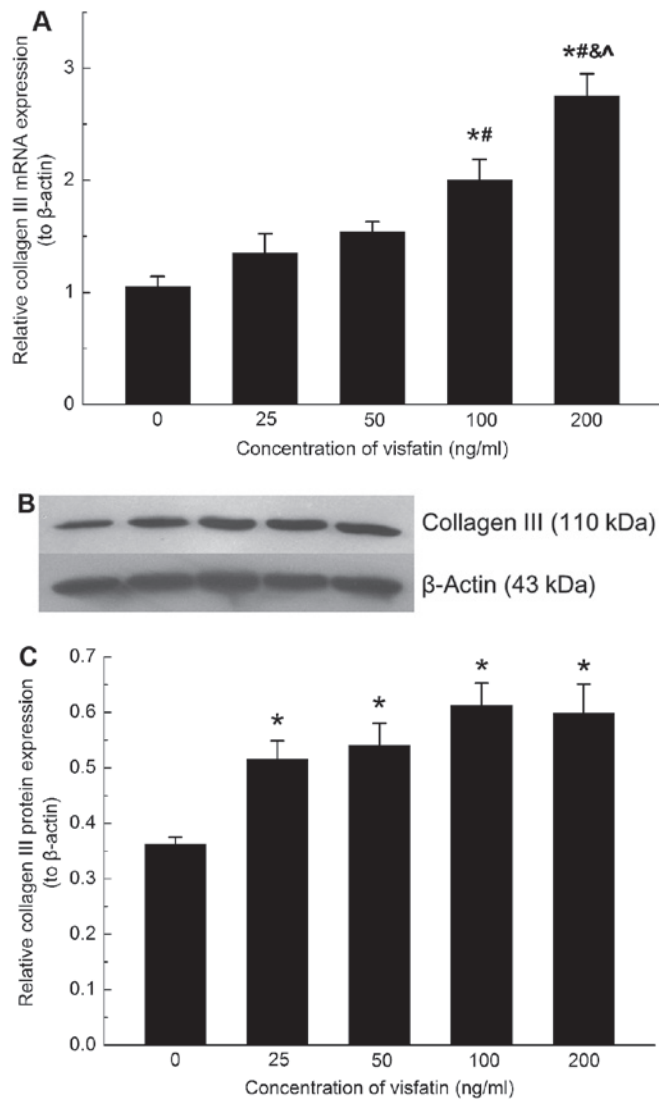 A
Relative collagen III mRNA expression
(to β-actin)
3
2
1
0
*#
*#&^
0 25 50 100 200
Concentration of visfatin (ng/ml)
B
Collagen III (110 kDa)
β-Actin (43 kDa)
C
Relative collagen III protein expression
(to β-actin)
0.7
0.6
0.5
0.4
0.3
0.2
0.1
0.0
* * * *
0 25 50 100 200
Concentration of visfatin (ng/ml)